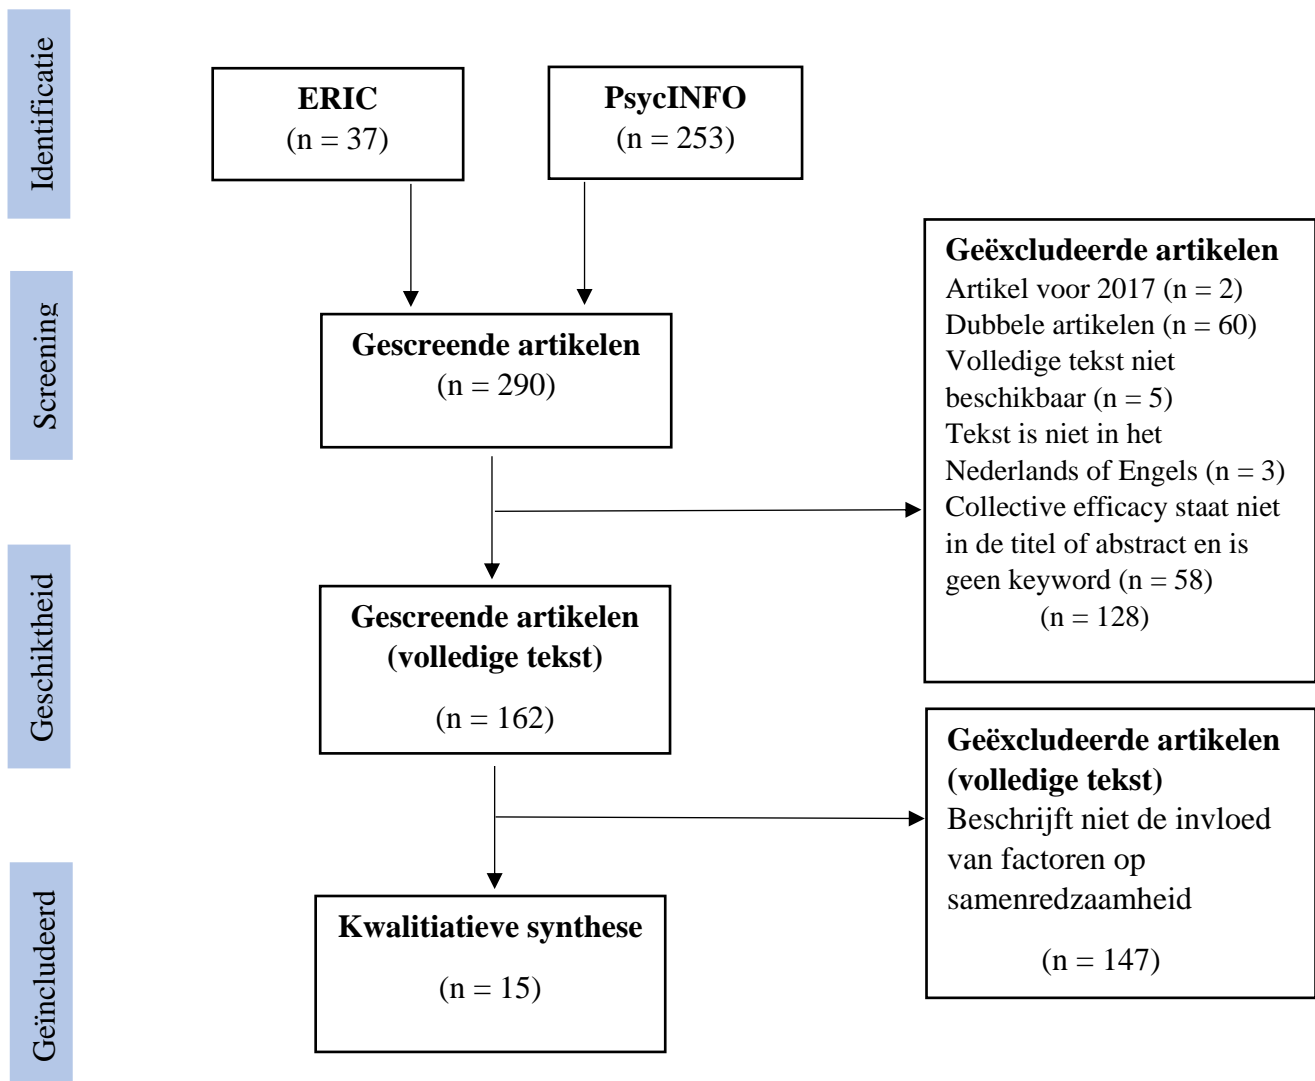 Identificatie
ERIC
(n = 37)
PsycINFO
(n = 253)
Screening
Gescreende artikelen
(n = 290)
Geëxcludeerde artikelen
Artikel voor 2017 (n = 2)
Dubbele artikelen (n = 60)
Volledige tekst niet
beschikbaar (n = 5)
Tekst is niet in het
Nederlands of Engels (n = 3)
Collective efficacy staat niet
in de titel of abstract en is
geen keyword (n = 58)
(n = 128)
Geschiktheid
Gescreende artikelen
(volledige tekst)
(n = 162)
Geëxcludeerde artikelen
(volledige tekst)
Beschrijft niet de invloed
van factoren op
samenredzaamheid
(n = 147)
Geïncludeerd
Kwalitiatieve synthese
(n = 15)